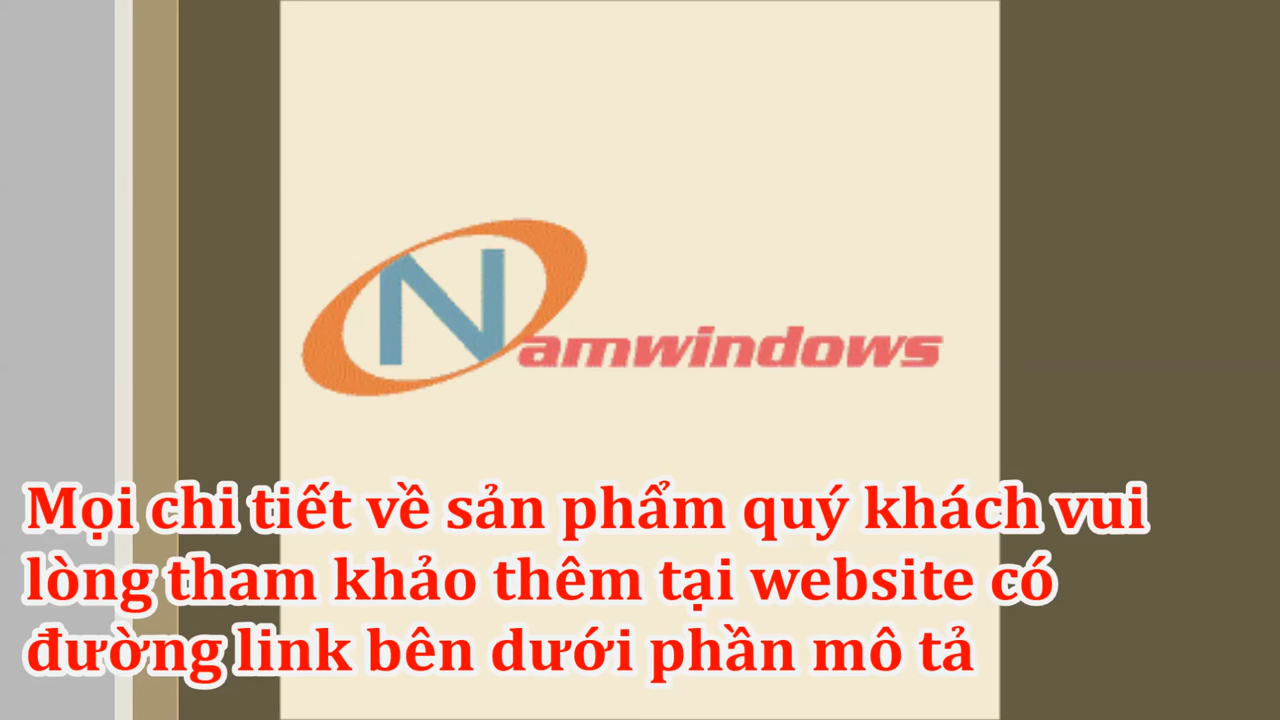 Namwindows
Mọi chi tiết về sản phẩm quý khách vui
lòng tham khảo thêm tại website có
đường link bên dưới phần mô tả